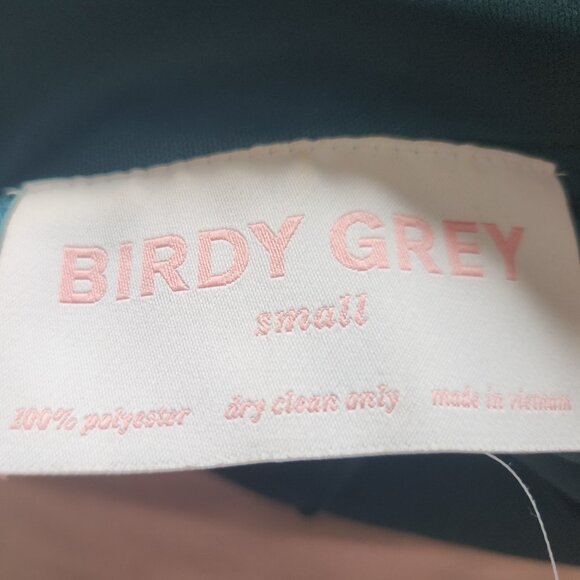 BIRDY GREY
small
100% polyester dry clean only made in vietnam